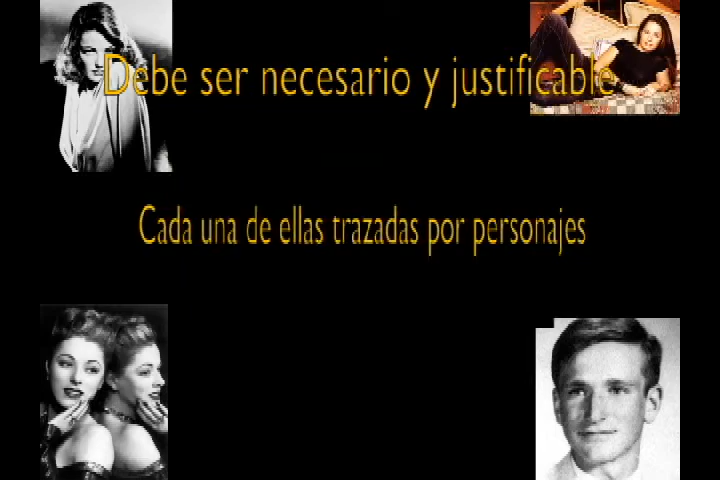 Debe ser necesario y justificable
Cada una de ellas trazadas por personajes